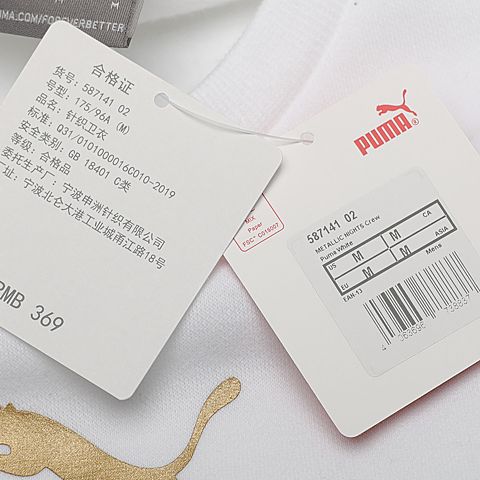 UMA.COM/FOREVERBETTER
合格证
货号: 587141 02
号型: 175/96A (M)
品名: 针织卫衣
标准: Q31/0101000016C010-2019
安全类别: GB 18401 C类
等级: 合格品
委托生产厂: 宁波申洲针织有限公司
址: 宁波北仑大港工业城甬江路18号
RMB 369
PUMA
MIX
Paper
FSC® C018007
587141 02
METALLIC NIGHTS Crew
Puma White
US M M CA
EU M M ASIA
EAN-13 Mens